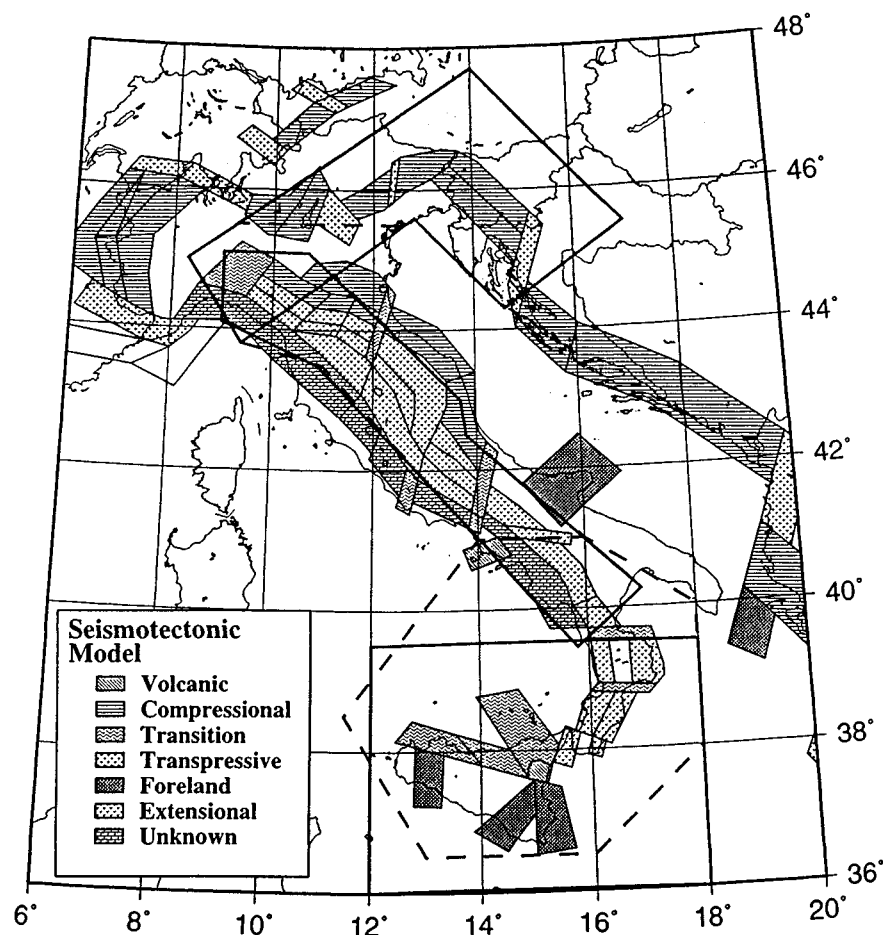 48°
46°
44°
42°
40°
38°
36°
Seismotectonic
Model
Volcanic
Compressional
Transition
Transpressive
Foreland
Extensional
Unknown
6°
8°
10°
12°
14°
16°
18°
20°